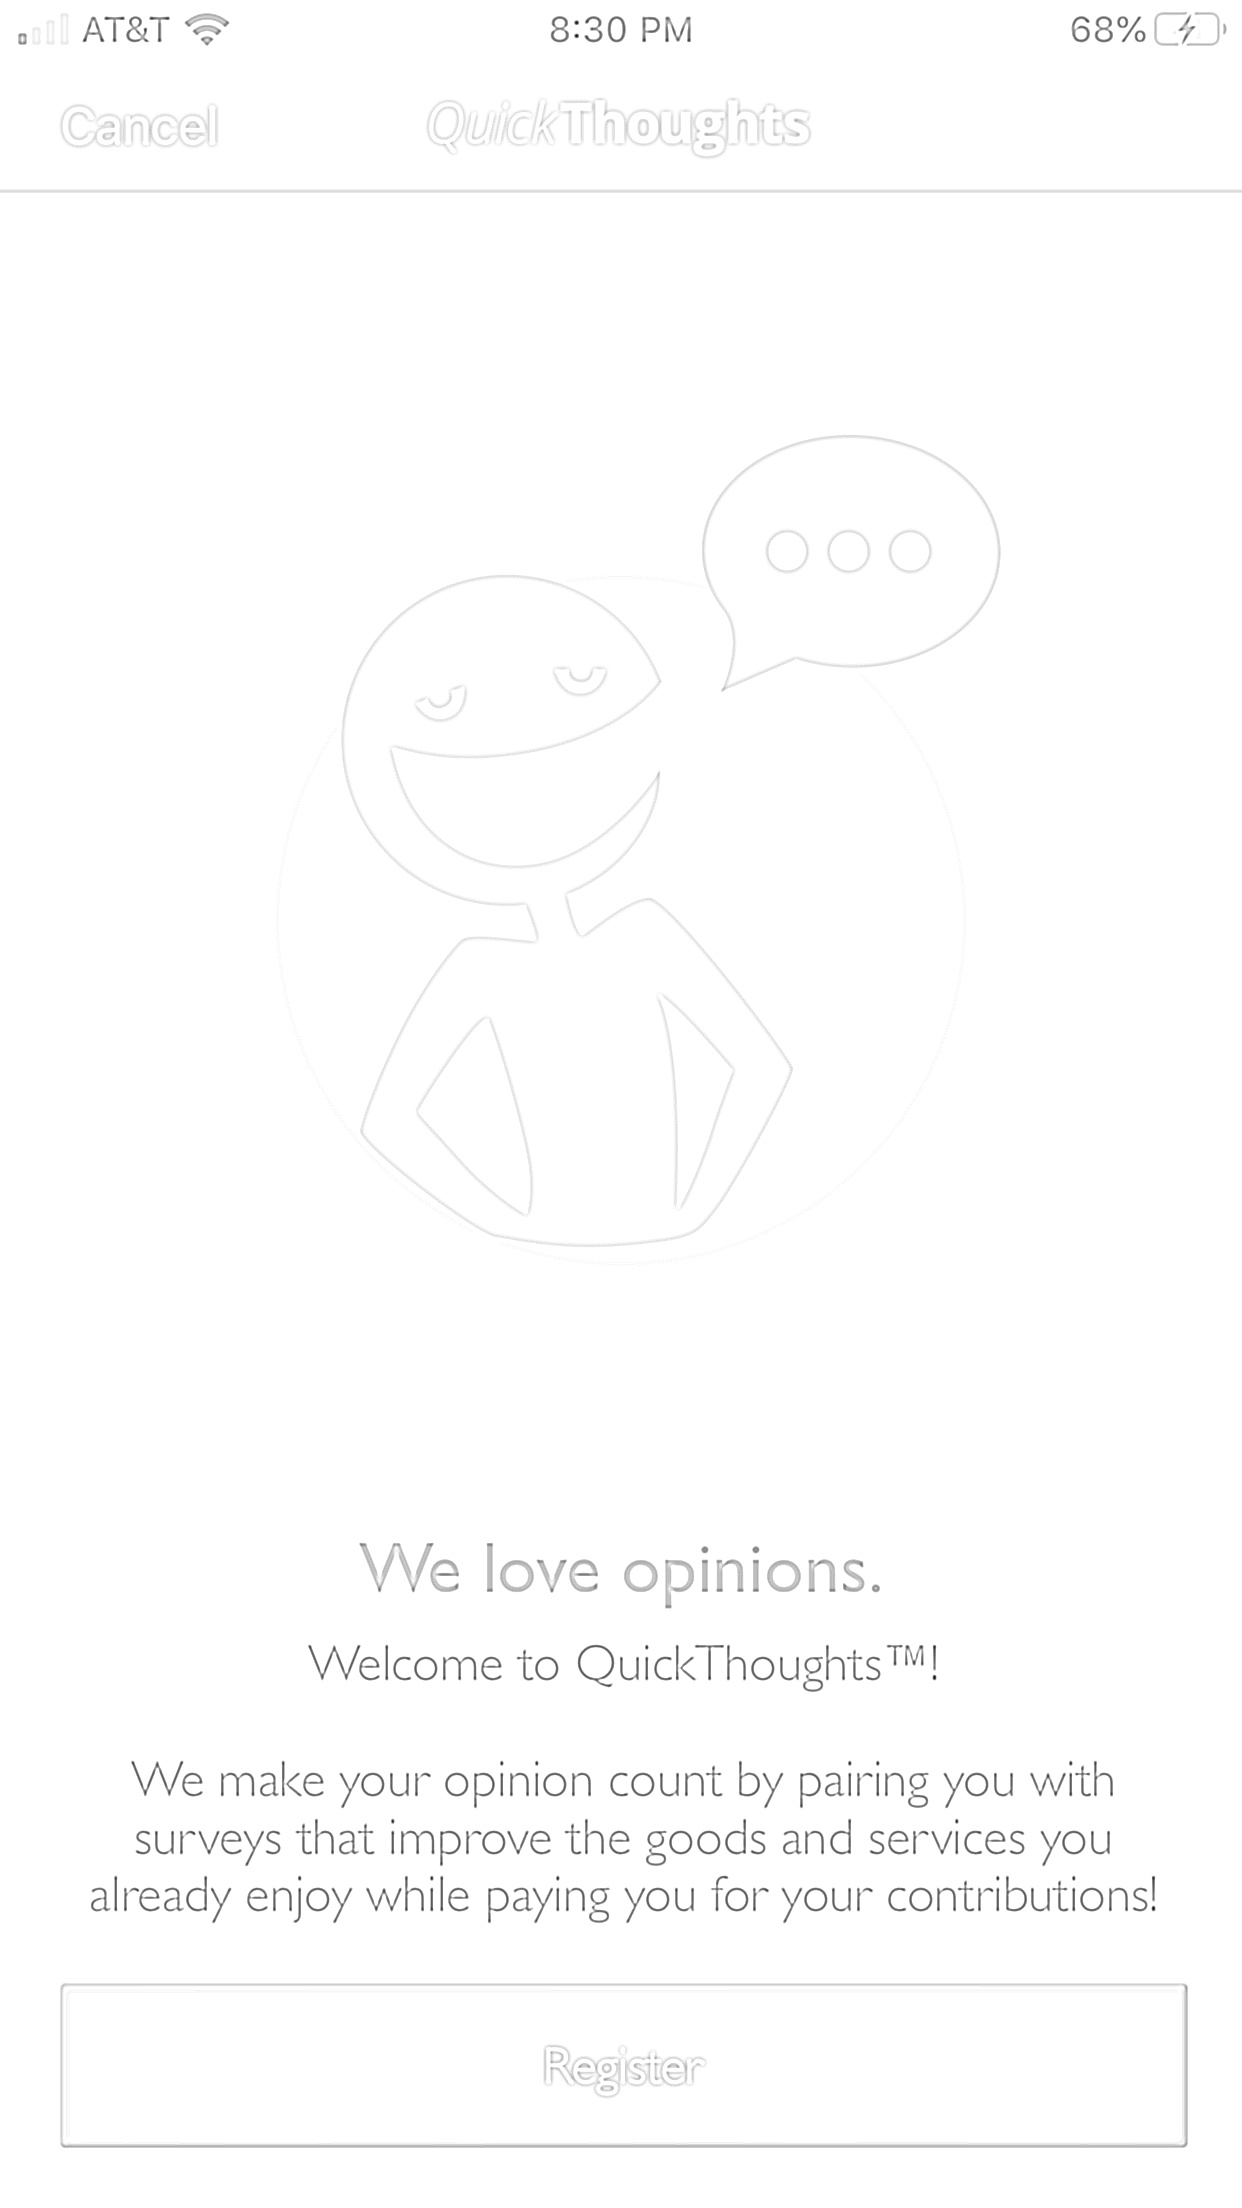 AT&T 8:30 PM 68%
Cancel QuickThoughts
We love opinions.
Welcome to QuickThoughts™!
We make your opinion count by pairing you with
surveys that improve the goods and services you
already enjoy while paying you for your contributions!
Register